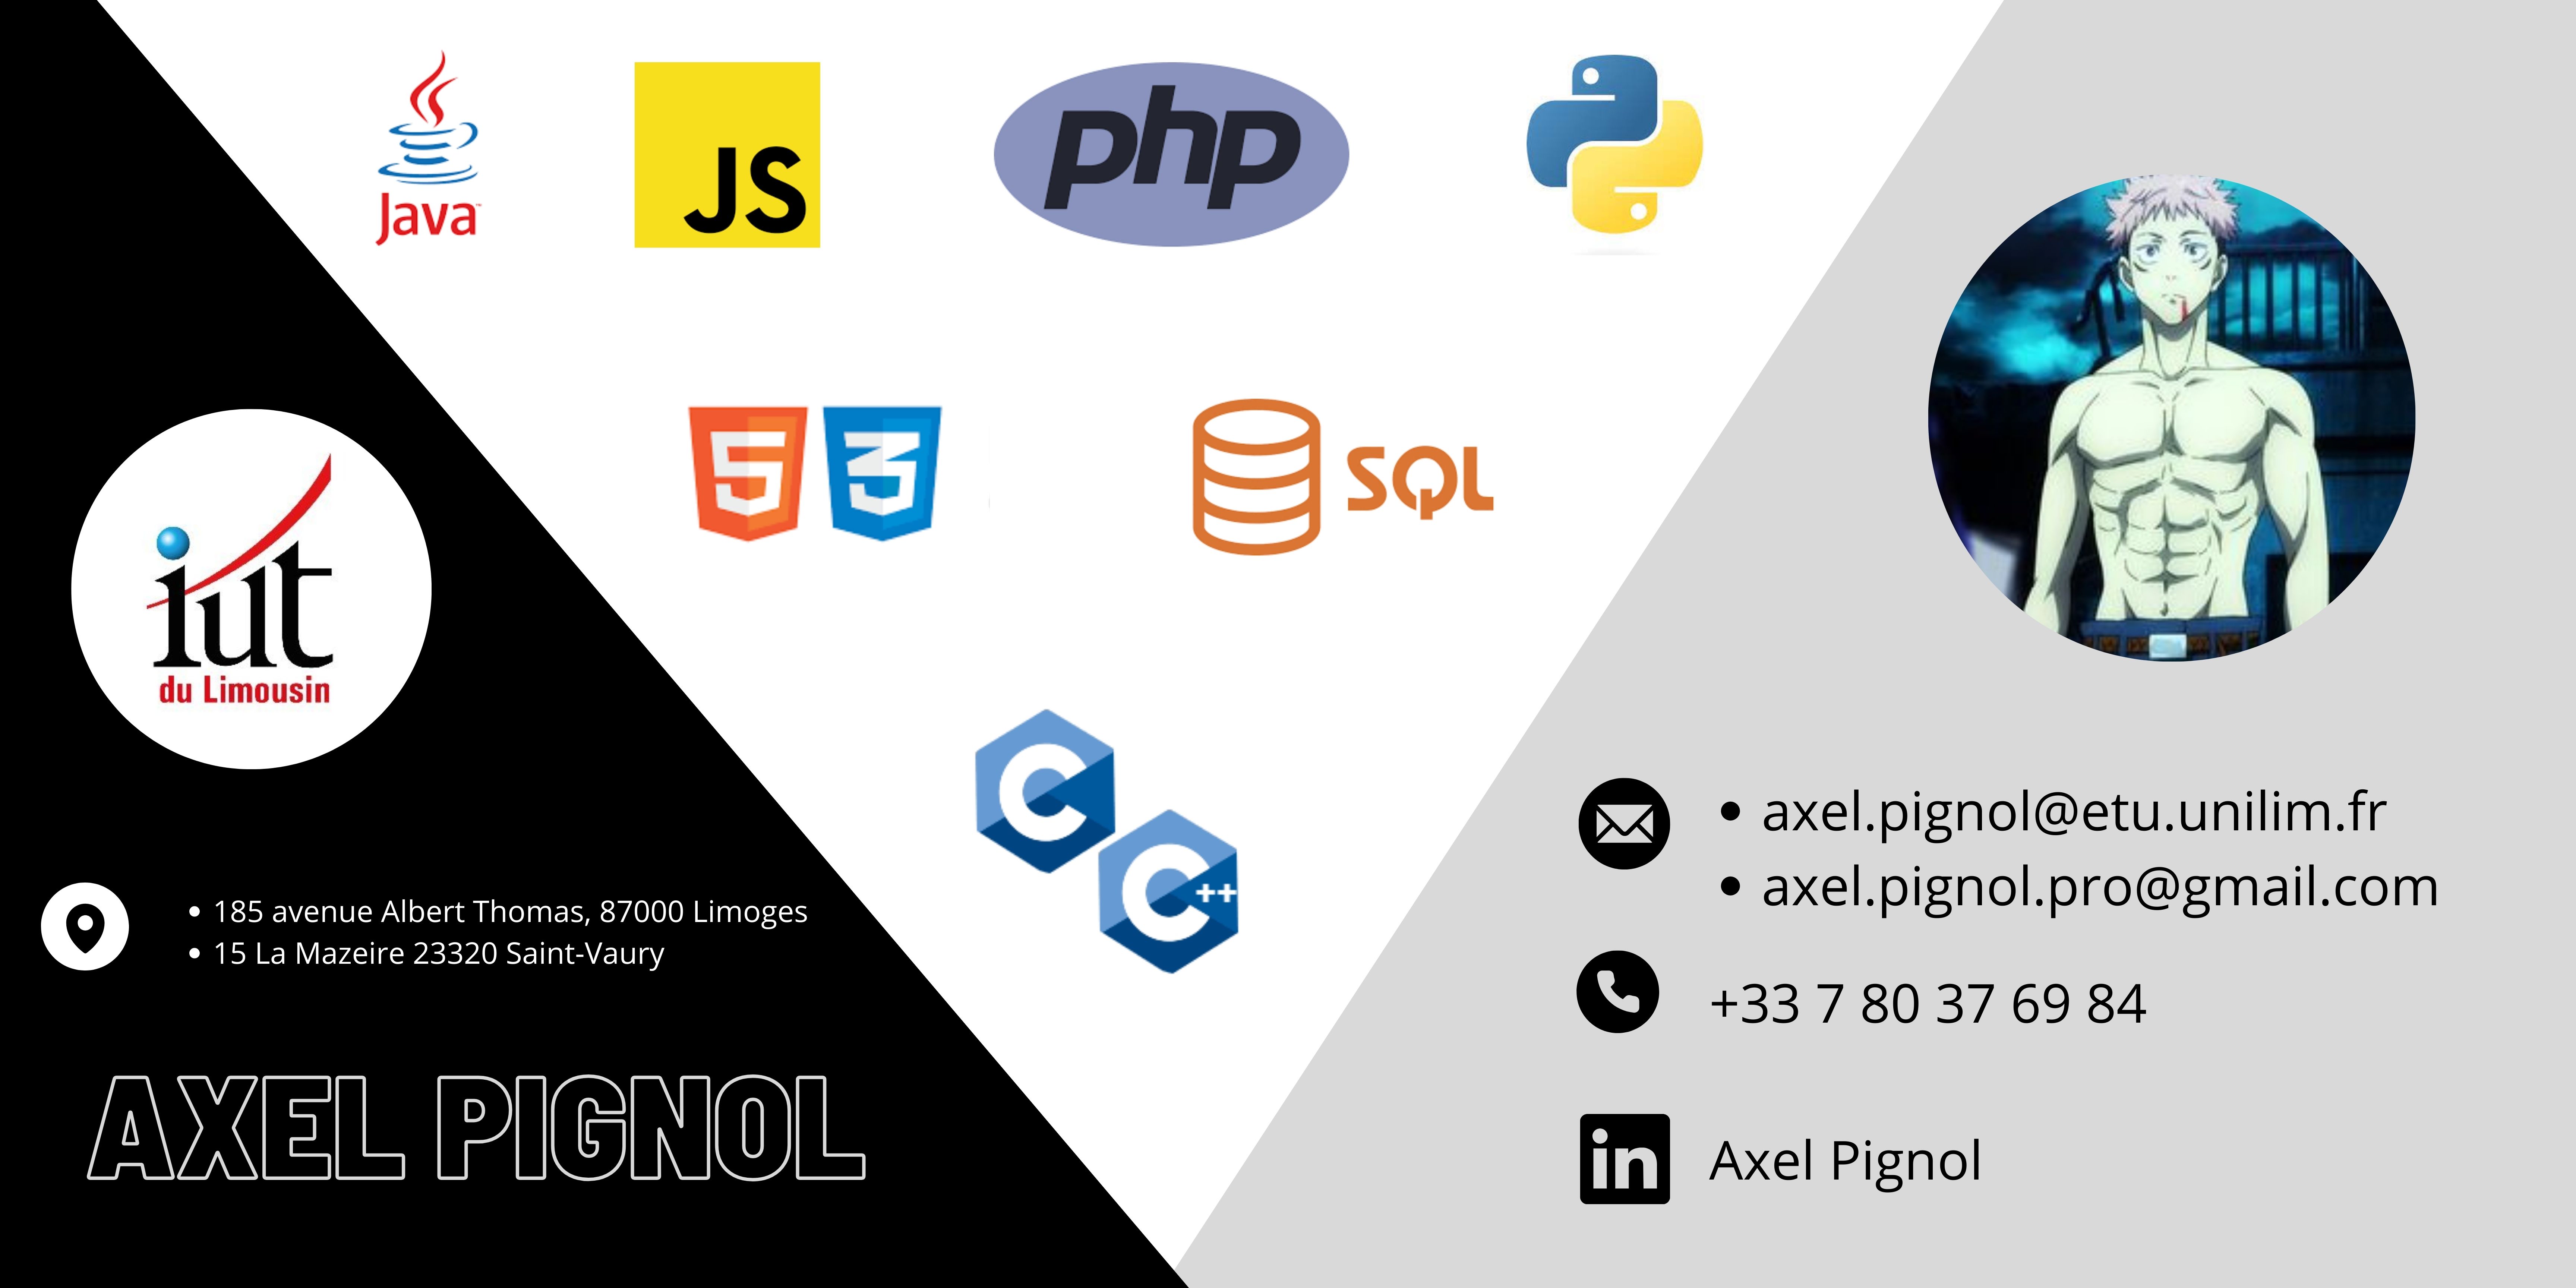 Java
JS
php
5
3
SQL
C
C++
iut
du Limousin
185 avenue Albert Thomas, 87000 Limoges
15 La Mazeire 23320 Saint-Vaury
AXEL PIGNOL
axel.pignol@etu.unilim.fr
axel.pignol.pro@gmail.com
+33 7 80 37 69 84
in
Axel Pignol